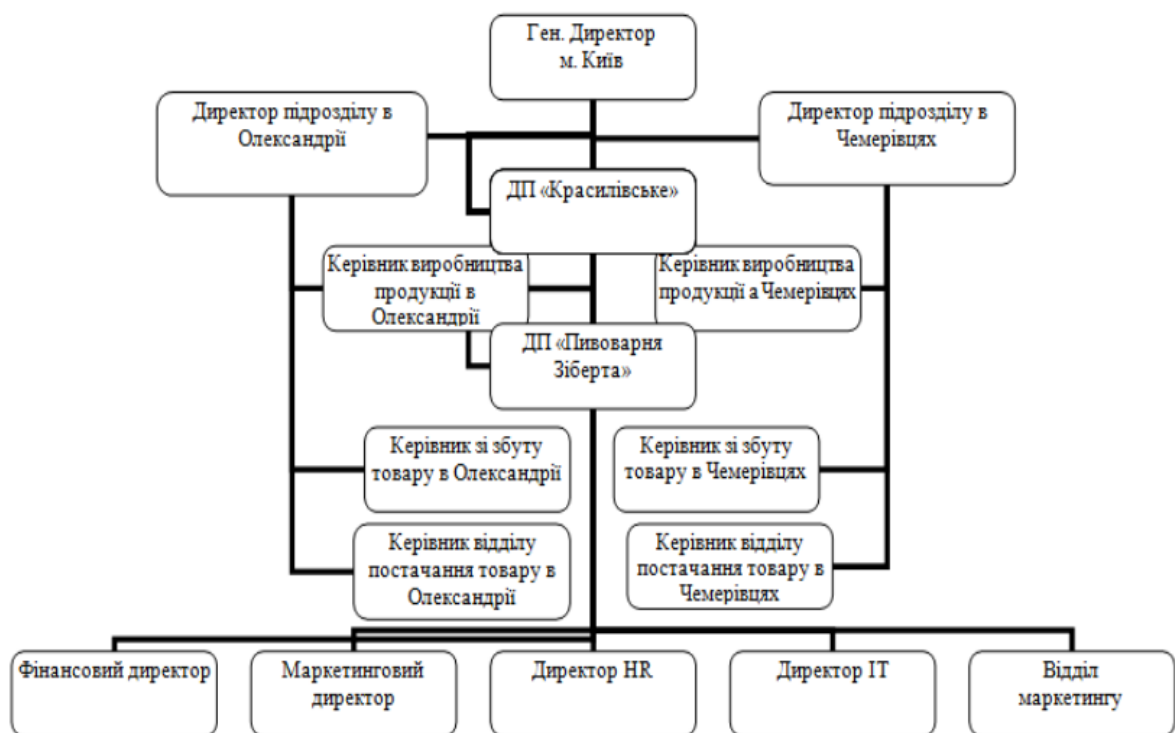 Ген. Директор
м. Київ
Директор підрозділу в
Олександрії
Директор підрозділу в
Чемерівцях
ДП «Красилівське»
Керівник виробництва
продукції в
Олександрії
Керівник виробництва
продукції а Чемерівцях
ДП «Пивоварня
Зіберта»
Керівник зі збуту
товару в Олександрії
Керівник зі збуту
товару в Чемерівцях
Керівник відділу
постачання товару в
Олександрії
Керівник відділу
постачання товару в
Чемерівцях
Фінансовий директор
Маркетинговий
директор
Директор HR
Директор ІТ
Відділ
маркетингу